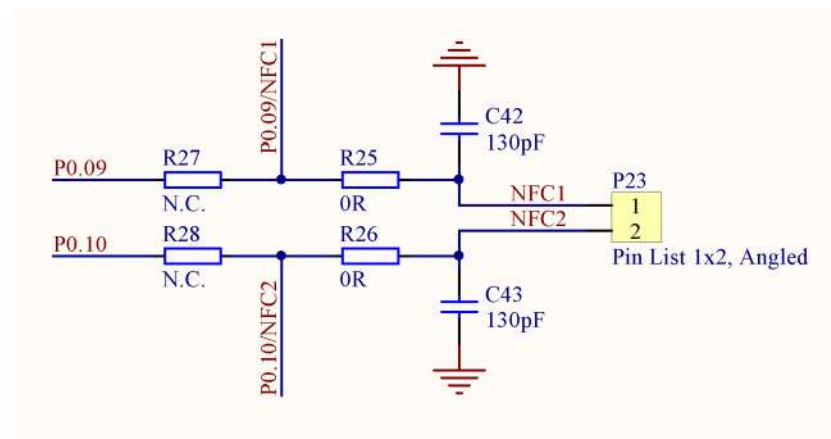 P0.09/NFC1
C42
130pF
P0.09
R27
N.C.
R25
0R
NFC1
NFC2
P23
1
2
Pin List 1x2, Angled
P0.10
R28
N.C.
R26
0R
C43
130pF
P0.10/NFC2